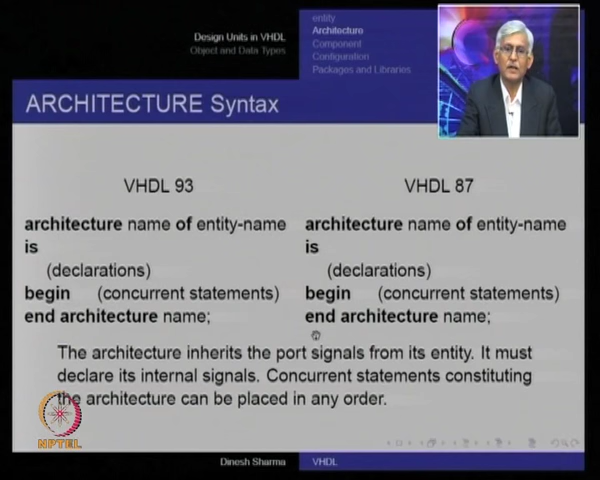 Design Units in VHDL
Object and Data Types
entity
Architecture
Component
Configuration
Packages and Libraries
ARCHITECTURE Syntax
VHDL 93
architecture name of entity-name
is
(declarations)
begin (concurrent statements)
end architecture name;
VHDL 87
architecture name of entity-name
is
(declarations)
begin (concurrent statements)
end architecture name;
The architecture inherits the port signals from its entity. It must
declare its internal signals. Concurrent statements constituting
the architecture can be placed in any order.
NPTEL
Dinesh Sharma
VHDL